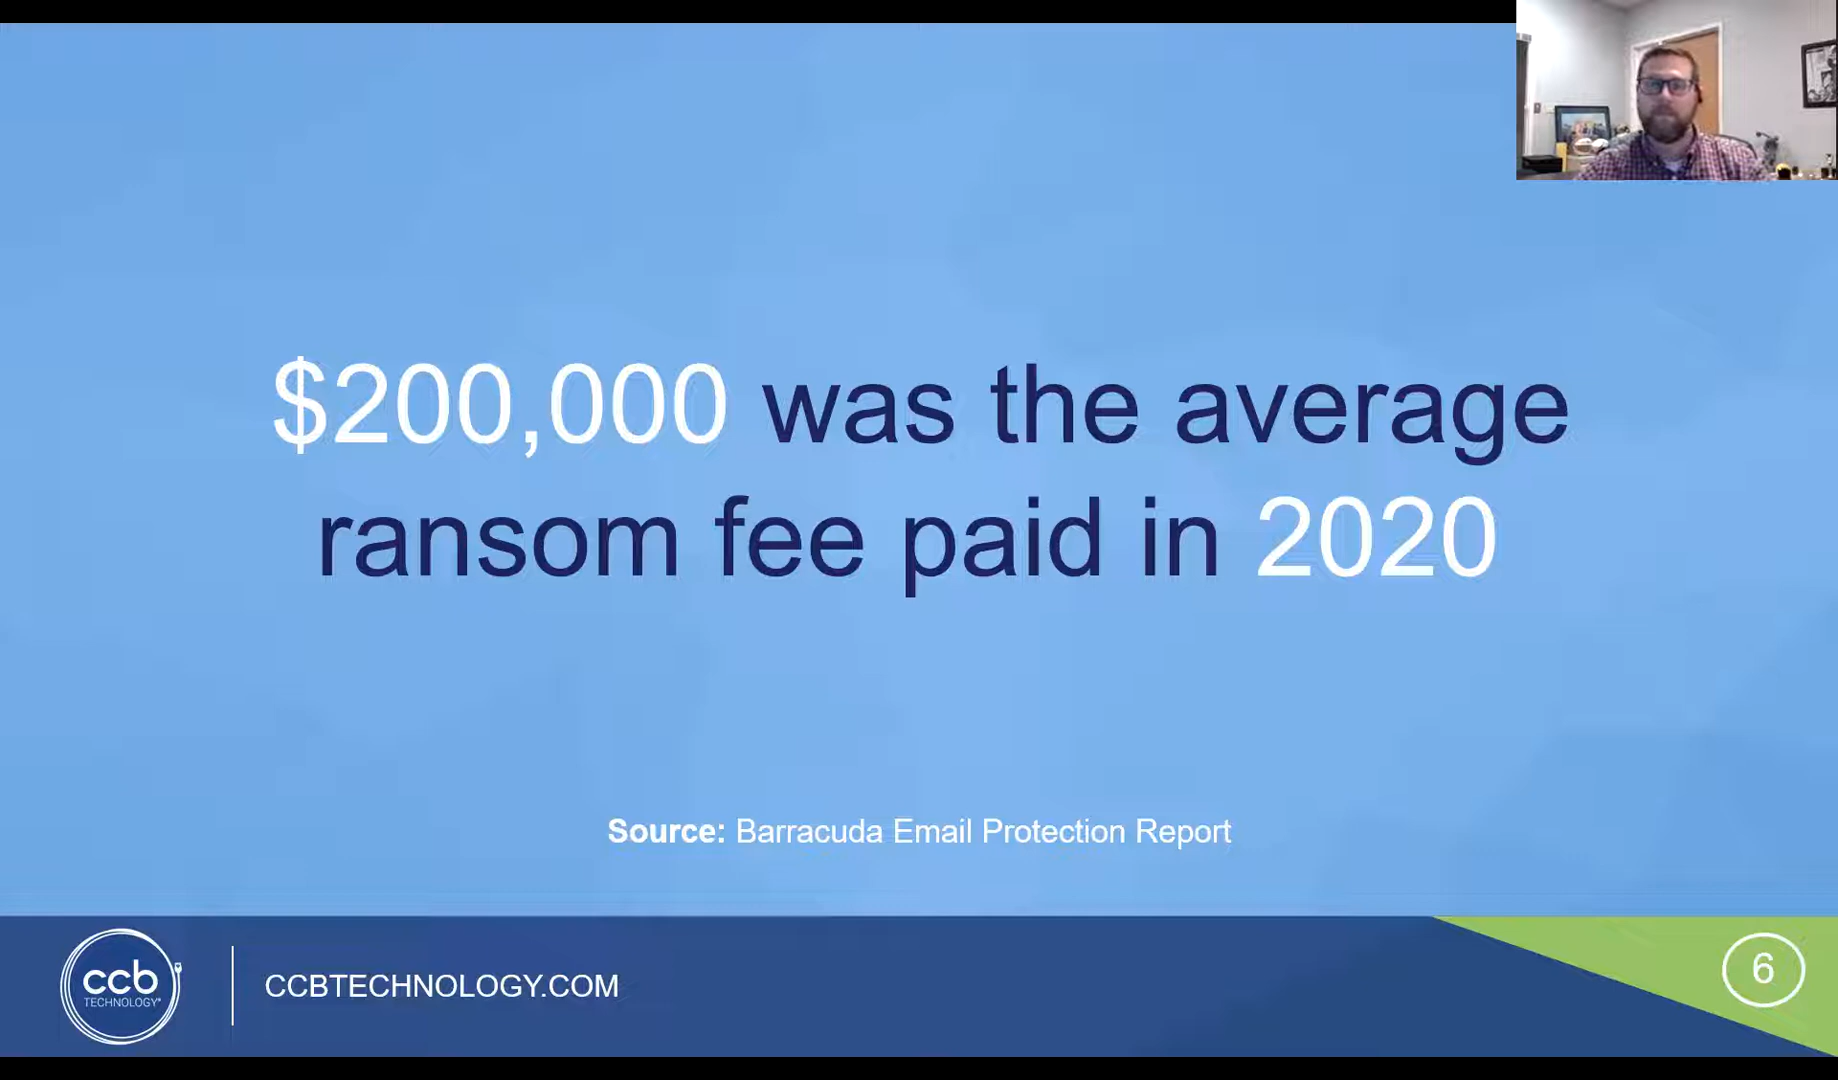 $200,000 was the average
ransom fee paid in 2020
Source: Barracuda Email Protection Report
ccb
TECHNOLOGY
CCBTECHNOLOGY.COM
6